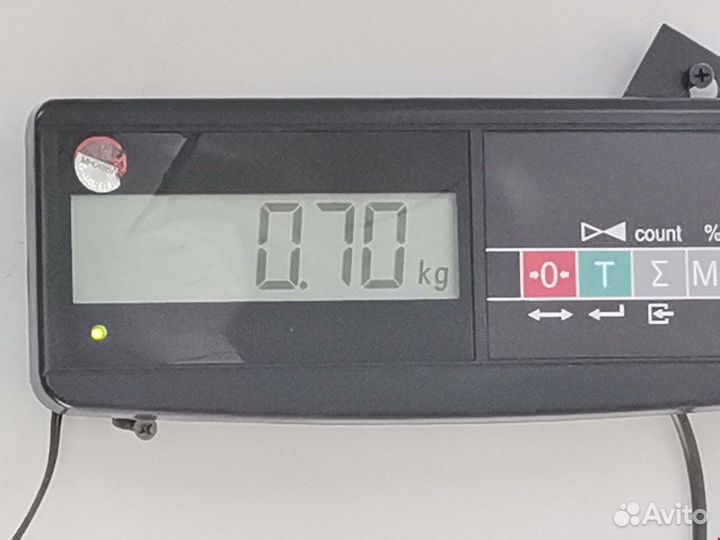 0.70 kg
count %
→0← T Σ M
Avito